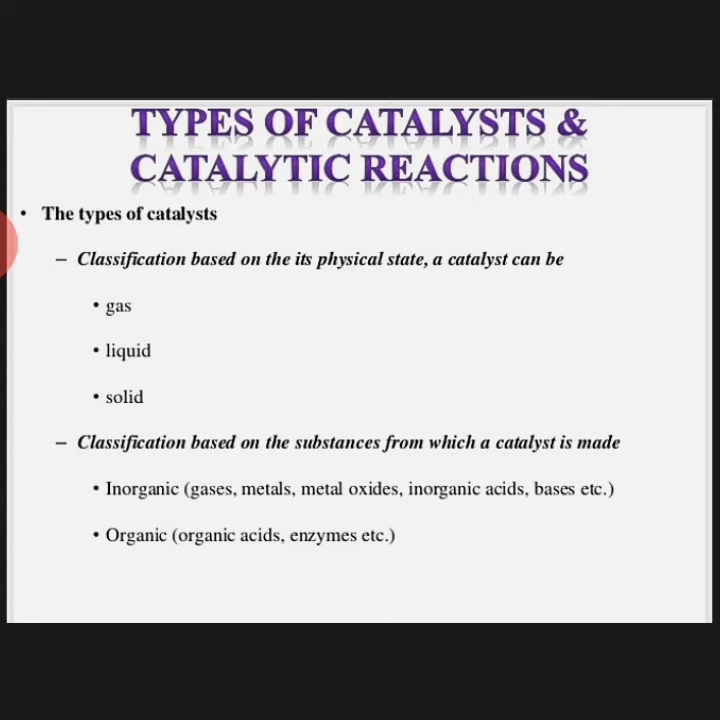 TYPES OF CATALYSTS &
CATALYTIC REACTIONS
• The types of catalysts
– Classification based on the its physical state, a catalyst can be
• gas
• liquid
• solid
– Classification based on the substances from which a catalyst is made
• Inorganic (gases, metals, metal oxides, inorganic acids, bases etc.)
• Organic (organic acids, enzymes etc.)